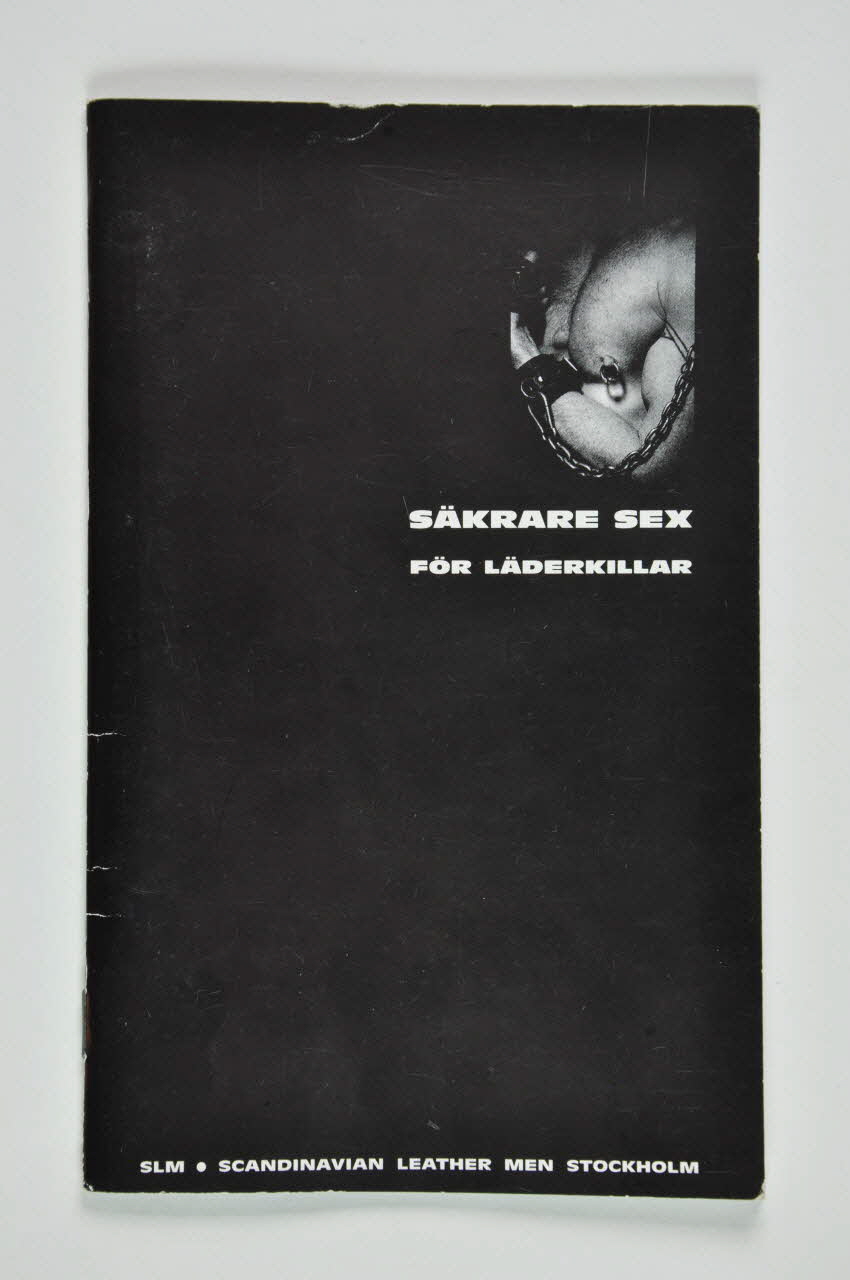 SÄKRARE SEX
FÖR LÄDERKILLAR
SLM ● SCANDINAVIAN LEATHER MEN STOCKHOLM